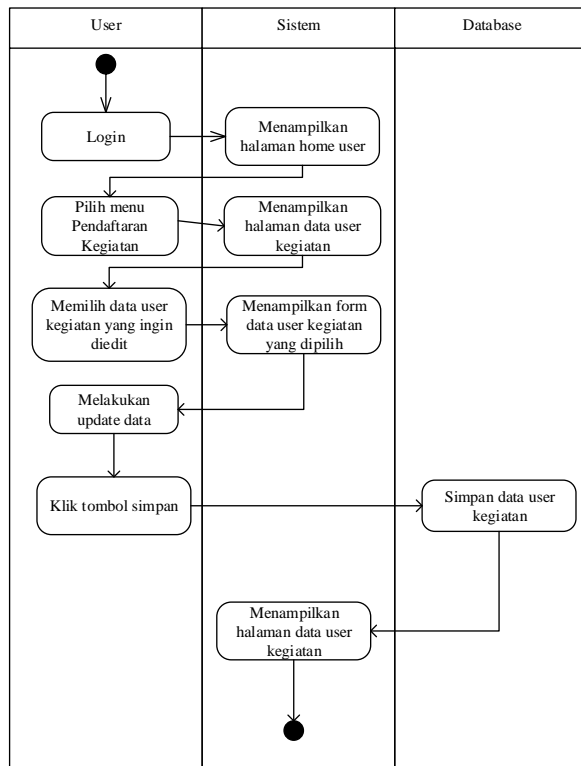 User
Sistem
Database
Login
Menampilkan
halaman home user
Pilih menu
Pendaftaran
Kegiatan
Menampilkan
halaman data user
kegiatan
Memilih data user
kegiatan yang ingin
diedit
Menampilkan form
data user kegiatan
yang dipilih
Melakukan
update data
Klik tombol simpan
Simpan data user
kegiatan
Menampilkan
halaman data user
kegiatan